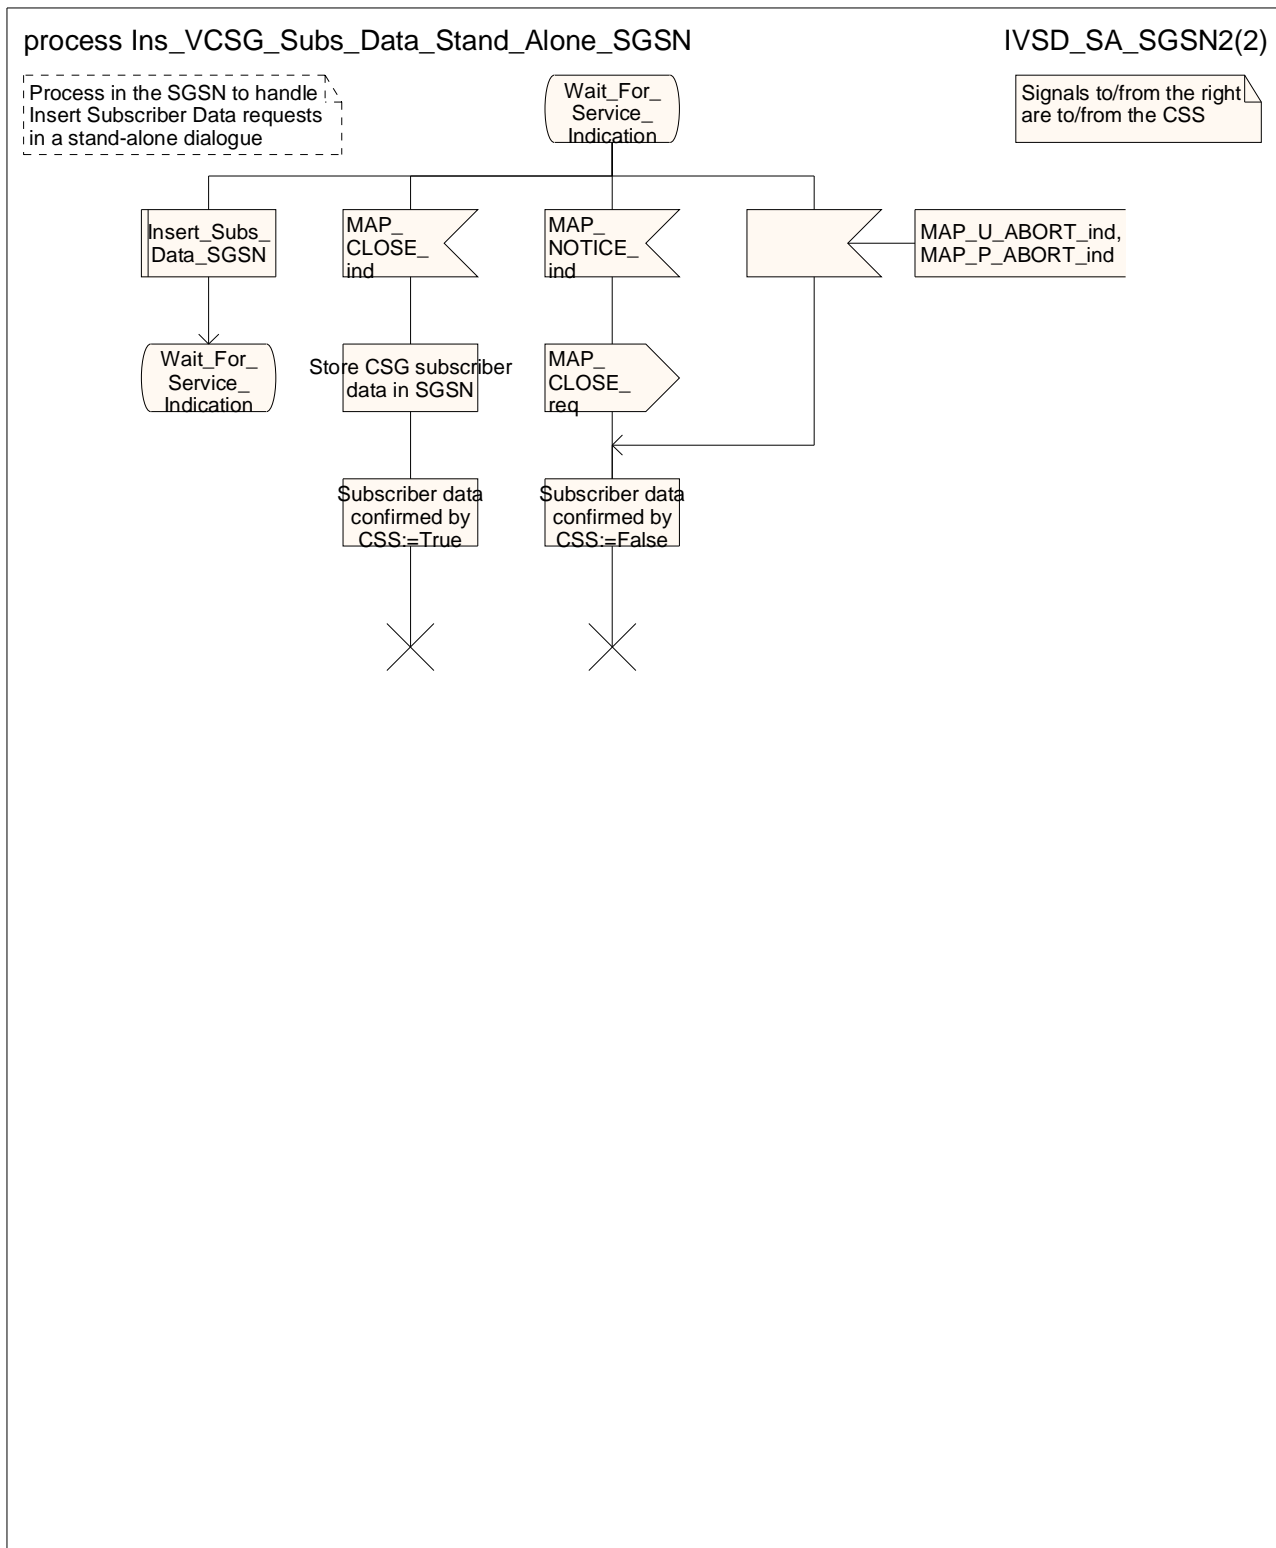 process Ins_VCSG_Subs_Data_Stand_Alone_SGSN
IVSD_SA_SGSN2(2)
Process in the SGSN to handle
Insert Subscriber Data requests
in a stand-alone dialogue
Wait_For_
Service_
Indication
Signals to/from the right
are to/from the CSS
Insert_Subs_
Data_SGSN
MAP_
CLOSE_
ind
MAP_
NOTICE_
ind
MAP_U_ABORT_ind,
MAP_P_ABORT_ind
Wait_For_
Service_
Indication
Store CSG subscriber
data in SGSN
MAP_
CLOSE_
req
Subscriber data
confirmed by
CSS:=True
Subscriber data
confirmed by
CSS:=False